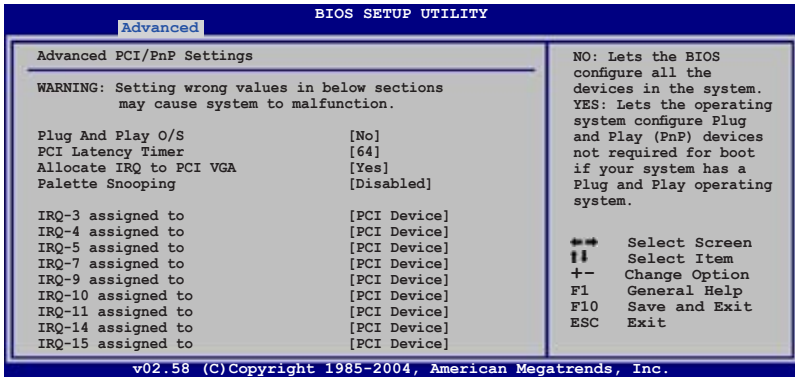 BIOS SETUP UTILITY
Advanced
Advanced PCI/PnP Settings
WARNING: Setting wrong values in below sections
may cause system to malfunction.
Plug And Play O/S [No]
PCI Latency Timer [64]
Allocate IRQ to PCI VGA [Yes]
Palette Snooping [Disabled]
IRQ-3 assigned to [PCI Device]
IRQ-4 assigned to [PCI Device]
IRQ-5 assigned to [PCI Device]
IRQ-7 assigned to [PCI Device]
IRQ-9 assigned to [PCI Device]
IRQ-10 assigned to [PCI Device]
IRQ-11 assigned to [PCI Device]
IRQ-14 assigned to [PCI Device]
IRQ-15 assigned to [PCI Device]
NO: Lets the BIOS
configure all the
devices in the system.
YES: Lets the operating
system configure Plug
and Play (PnP) devices
not required for boot
if your system has a
Plug and Play operating
system.
←→ Select Screen
↑↓ Select Item
+- Change Option
F1 General Help
F10 Save and Exit
ESC Exit
v02.58 (C)Copyright 1985-2004, American Megatrends, Inc.